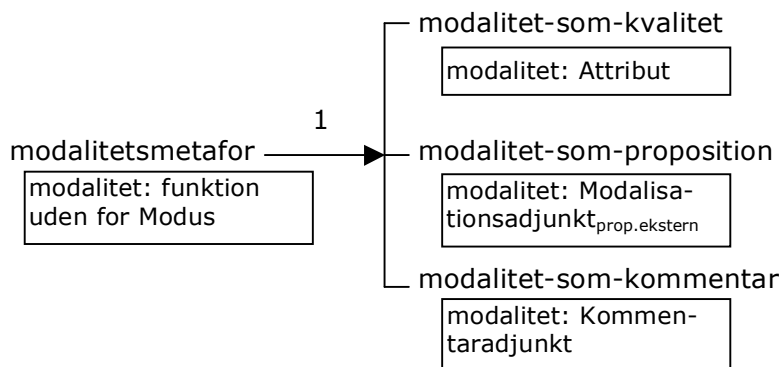 modalitet-som-kvalitet
modalitet: Attribut
1
modalitetsmetafor
modalitet: funktion
uden for Modus
modalitet-som-proposition
modalitet: Modalisa-
tionsadjunktprop.ekstern
modalitet-som-kommentar
modalitet: Kommen-
taradjunkt